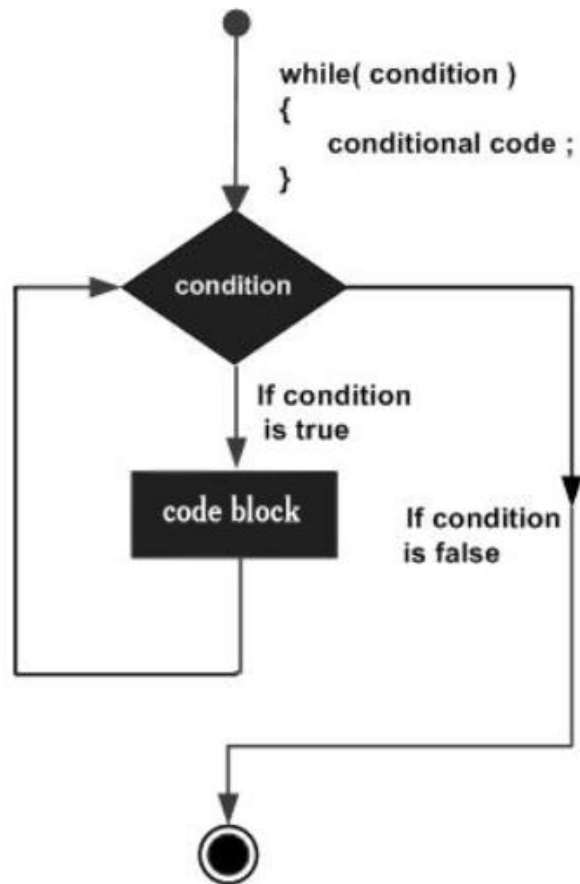 while( condition )
{
conditional code ;
}
condition
If condition
is true
code block
If condition
is false